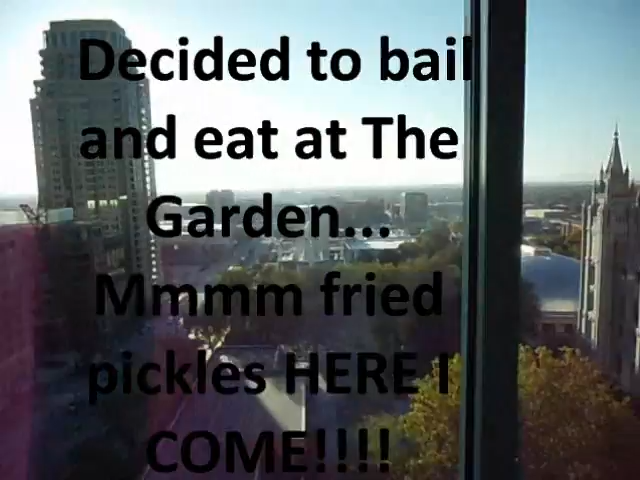 Decided to bail
and eat at The
Garden...
Mmmm fried
pickles HERE I
COME!!!!